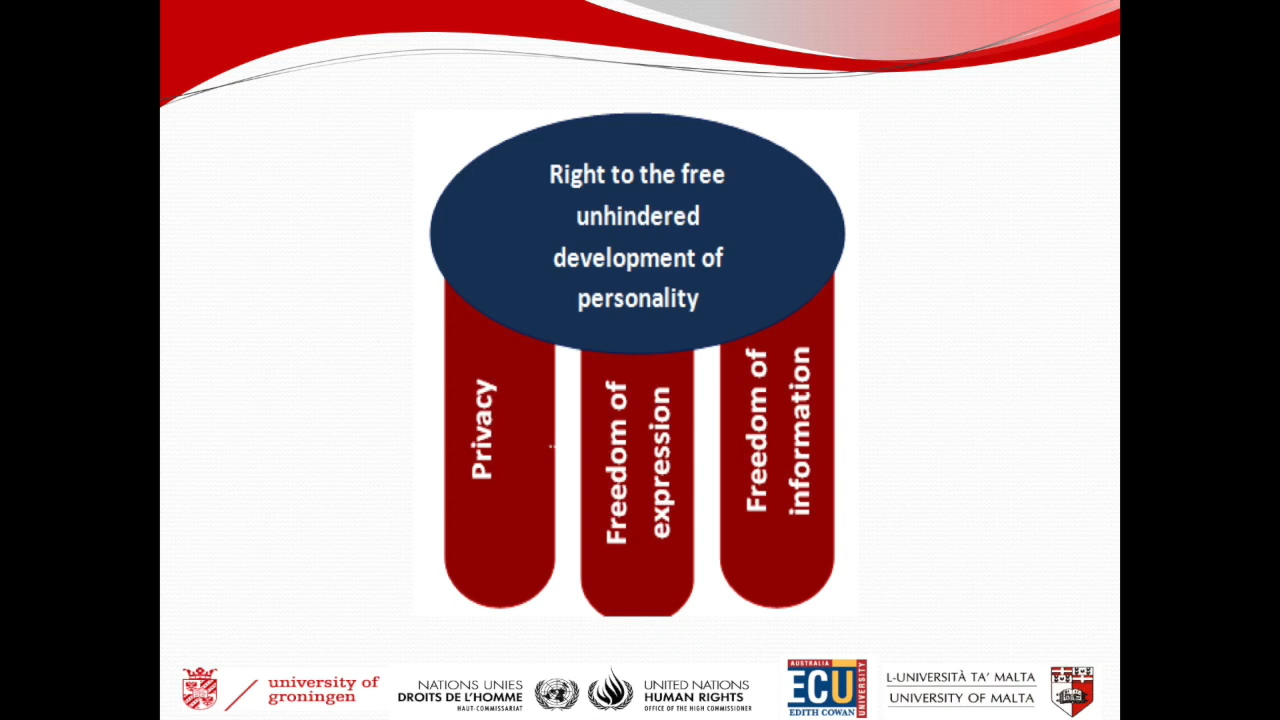 Right to the free
unhindered
development of
personality
Privacy
Freedom of
expression
Freedom of
information
university of
groningen
NATIONS UNIES
DROITS DE L'HOMME
HAUT-COMMISSARIAT
UNITED NATIONS
HUMAN RIGHTS
OFFICE OF THE HIGH COMMISSIONER
AUSTRALIA
ECU
EDITH COWAN
UNIVERSITY
L-UNIVERSITÀ TA' MALTA
UNIVERSITY OF MALTA